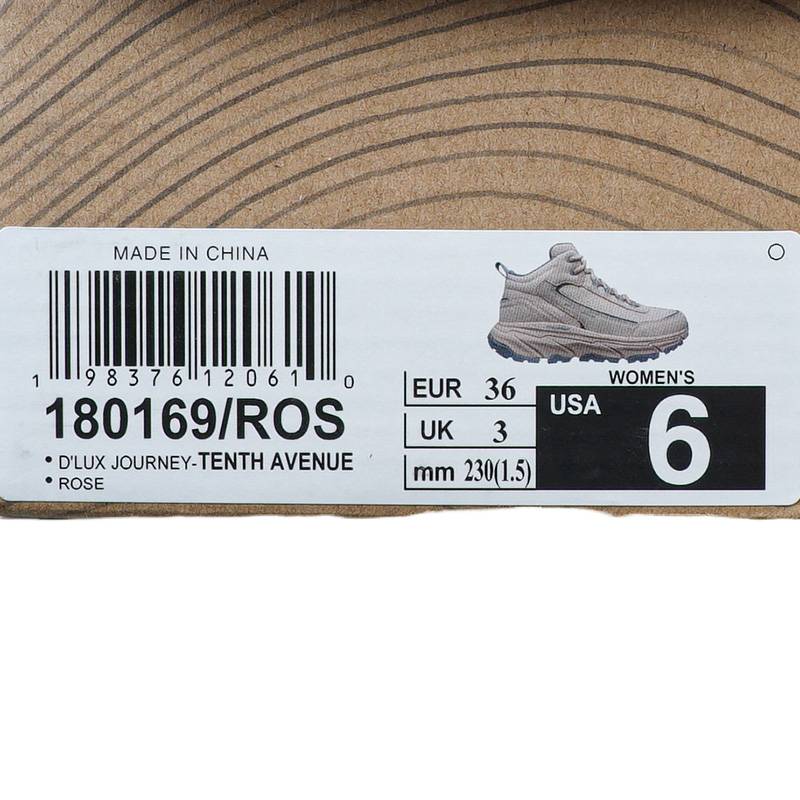 MADE IN CHINA
1 98376 12061 0
180169/ROS
• D'LUX JOURNEY-TENTH AVENUE
• ROSE
EUR 36
UK 3
mm 230(1.5)
WOMEN'S
USA 6